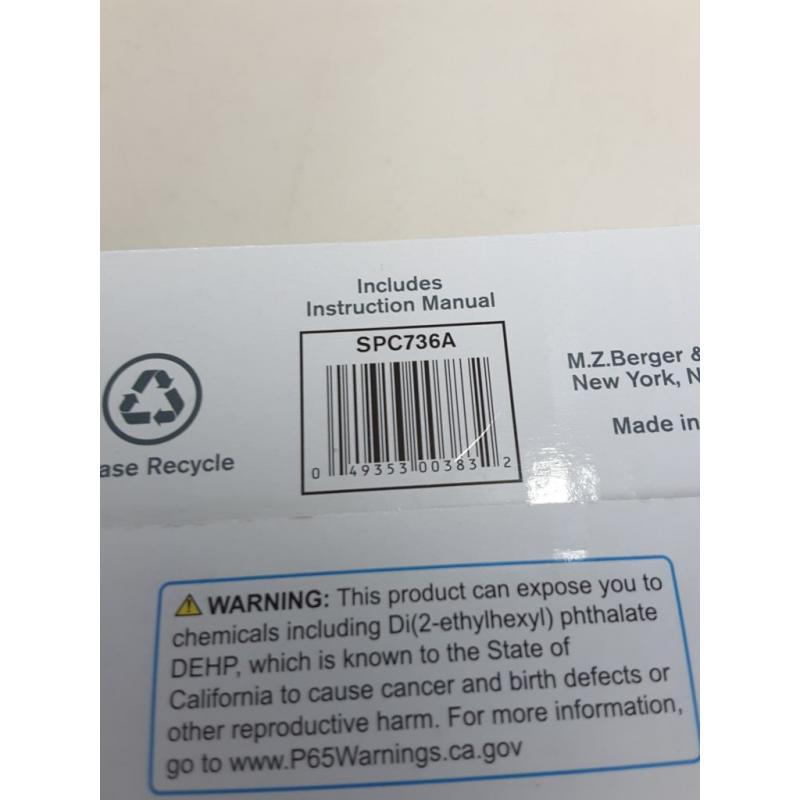 Includes
Instruction Manual
SPC736A
0 49353 00383 2
ase Recycle
M.Z.Berger &
New York, N
Made in
WARNING: This product can expose you to
chemicals including Di(2-ethylhexyl) phthalate
DEHP, which is known to the State of
California to cause cancer and birth defects or
other reproductive harm. For more information,
go to www.P65Warnings.ca.gov